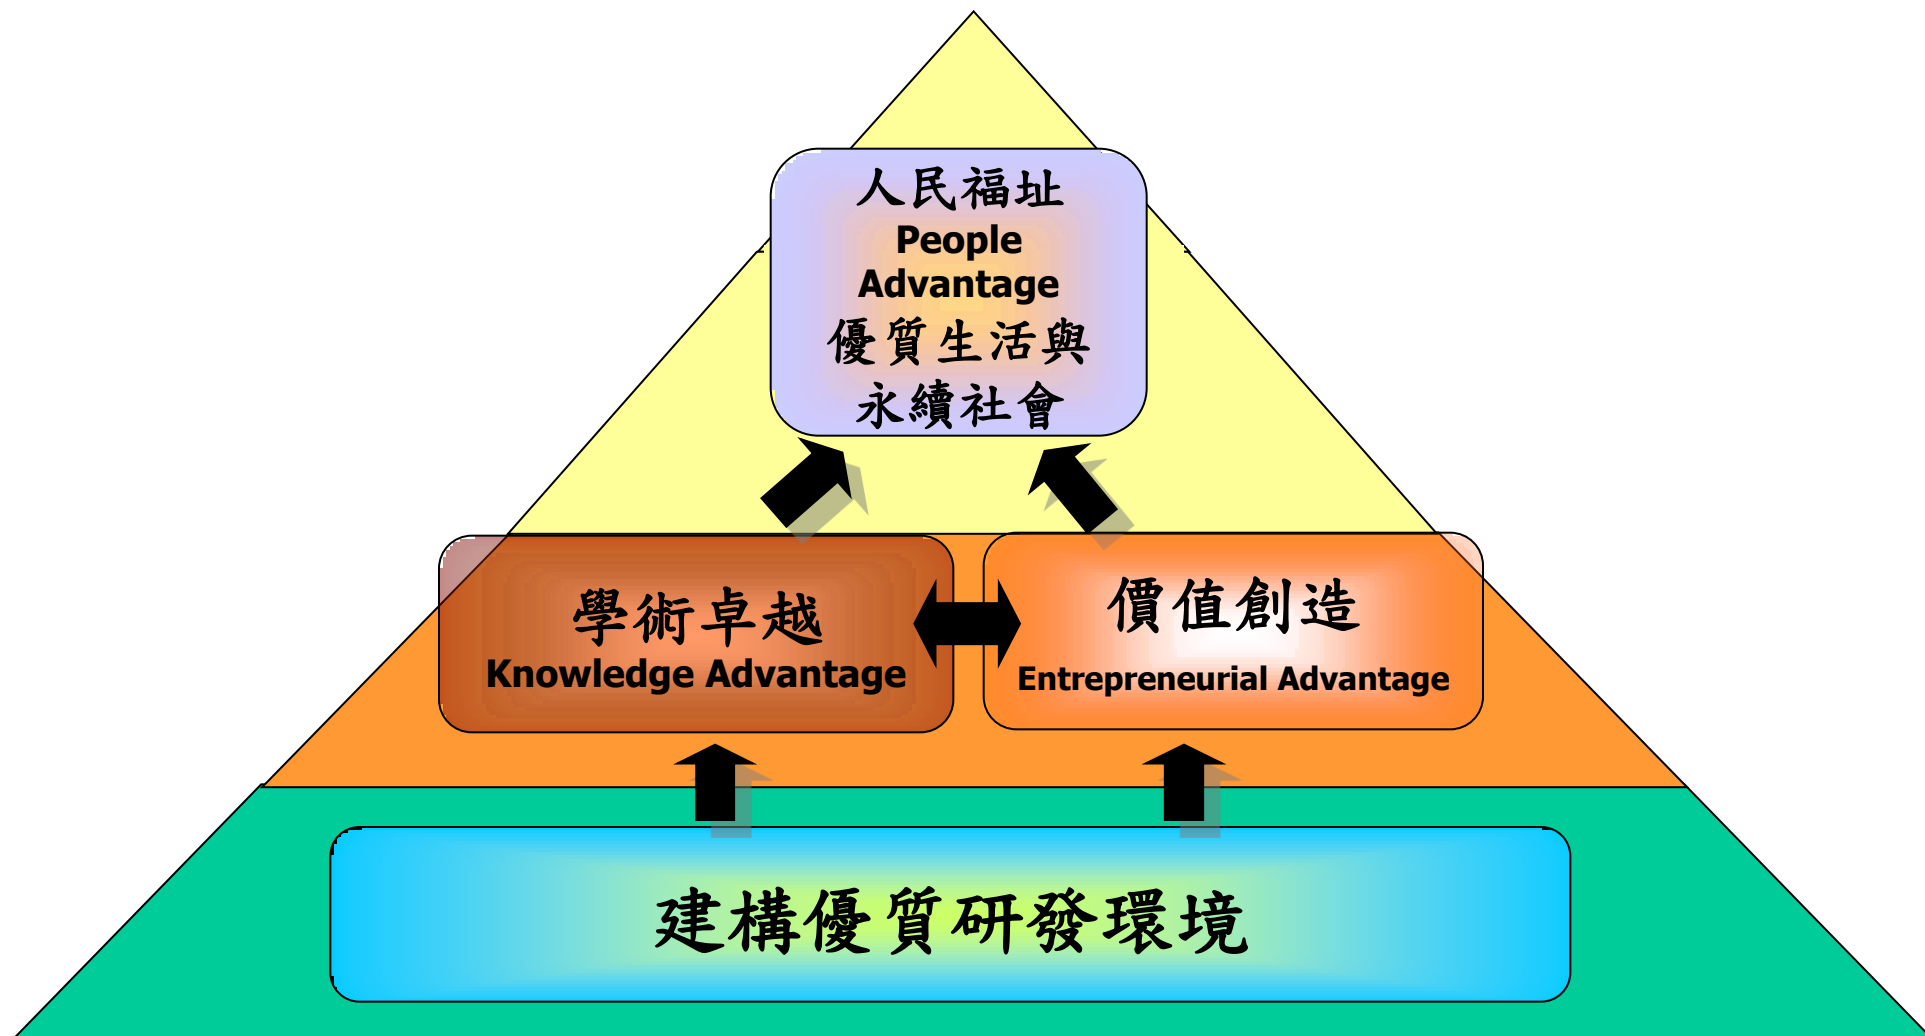 人民福址
People
Advantage
優質生活與
永續社會
學術卓越
Knowledge Advantage
價值創造
Entrepreneurial Advantage
建構優質研發環境